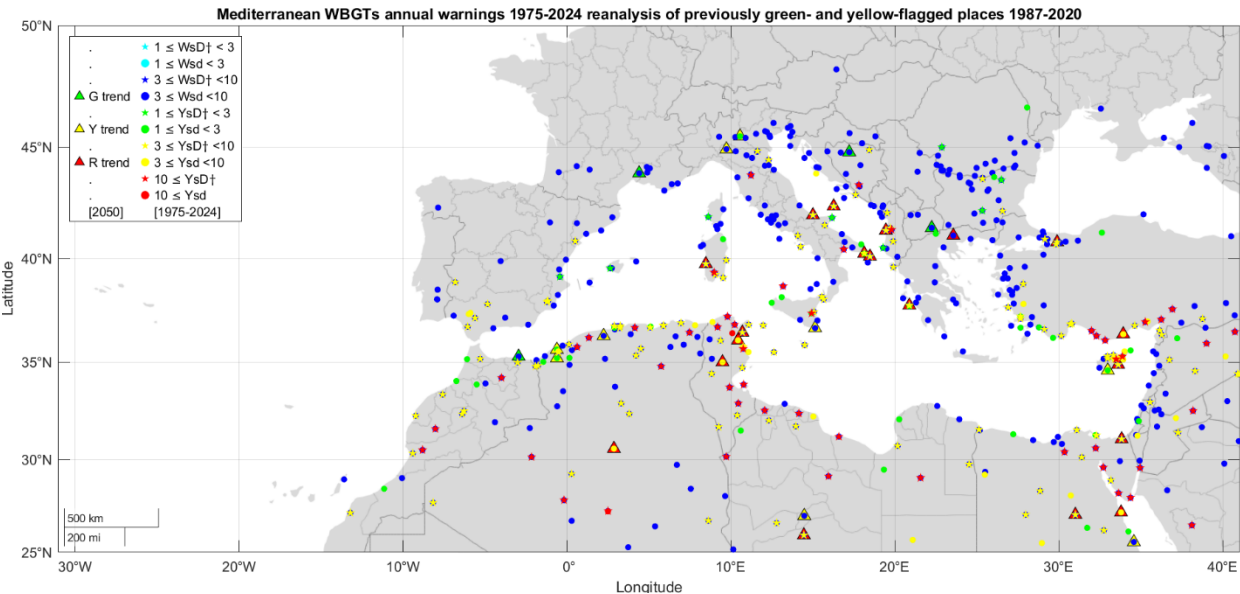 Mediterranean WBGTs annual warnings 1975-2024 reanalysis of previously green- and yellow-flagged places 1987-2020
50°N
45°N
40°N
35°N
30°N
25°N
Latitude
. 1 ≤ WsD† < 3
. 1 ≤ Wsd < 3
. 3 ≤ WsD† <10
G trend 3 ≤ Wsd <10
. 1 ≤ YsD† < 3
Y trend 1 ≤ Ysd < 3
. 3 ≤ YsD† <10
R trend 3 ≤ Ysd <10
. 10 ≤ YsD†
. 10 ≤ Ysd
[2050] [1975-2024]
500 km
200 mi
30°W 20°W 10°W 0° 10°E 20°E 30°E 40°E
Longitude